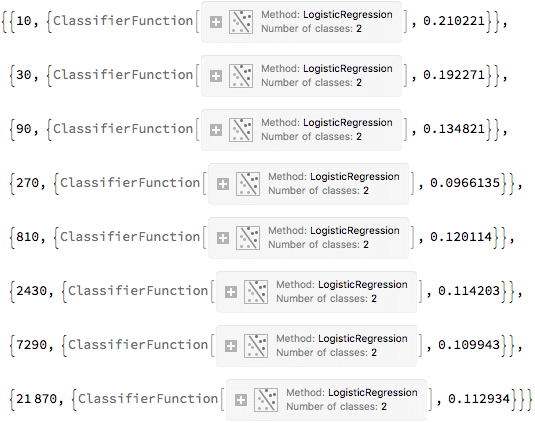 {{10, {ClassifierFunction[ Method: LogisticRegression
Number of classes: 2 ], 0.210221}},
{30, {ClassifierFunction[ Method: LogisticRegression
Number of classes: 2 ], 0.192271}},
{90, {ClassifierFunction[ Method: LogisticRegression
Number of classes: 2 ], 0.134821}},
{270, {ClassifierFunction[ Method: LogisticRegression
Number of classes: 2 ], 0.0966135}},
{810, {ClassifierFunction[ Method: LogisticRegression
Number of classes: 2 ], 0.120114}},
{2430, {ClassifierFunction[ Method: LogisticRegression
Number of classes: 2 ], 0.114203}},
{7290, {ClassifierFunction[ Method: LogisticRegression
Number of classes: 2 ], 0.109943}},
{21 870, {ClassifierFunction[ Method: LogisticRegression
Number of classes: 2 ], 0.112934}}}